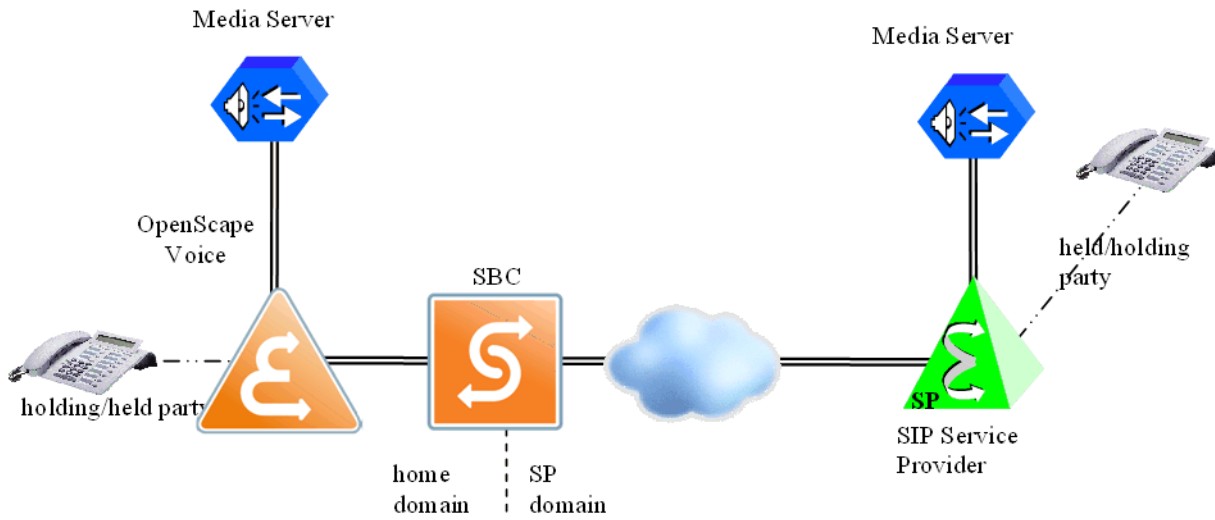 Media Server
Media Server
OpenScape
Voice
SBC
held/holding
party
holding/held party
SP
SIP Service
Provider
home
domain
SP
domain